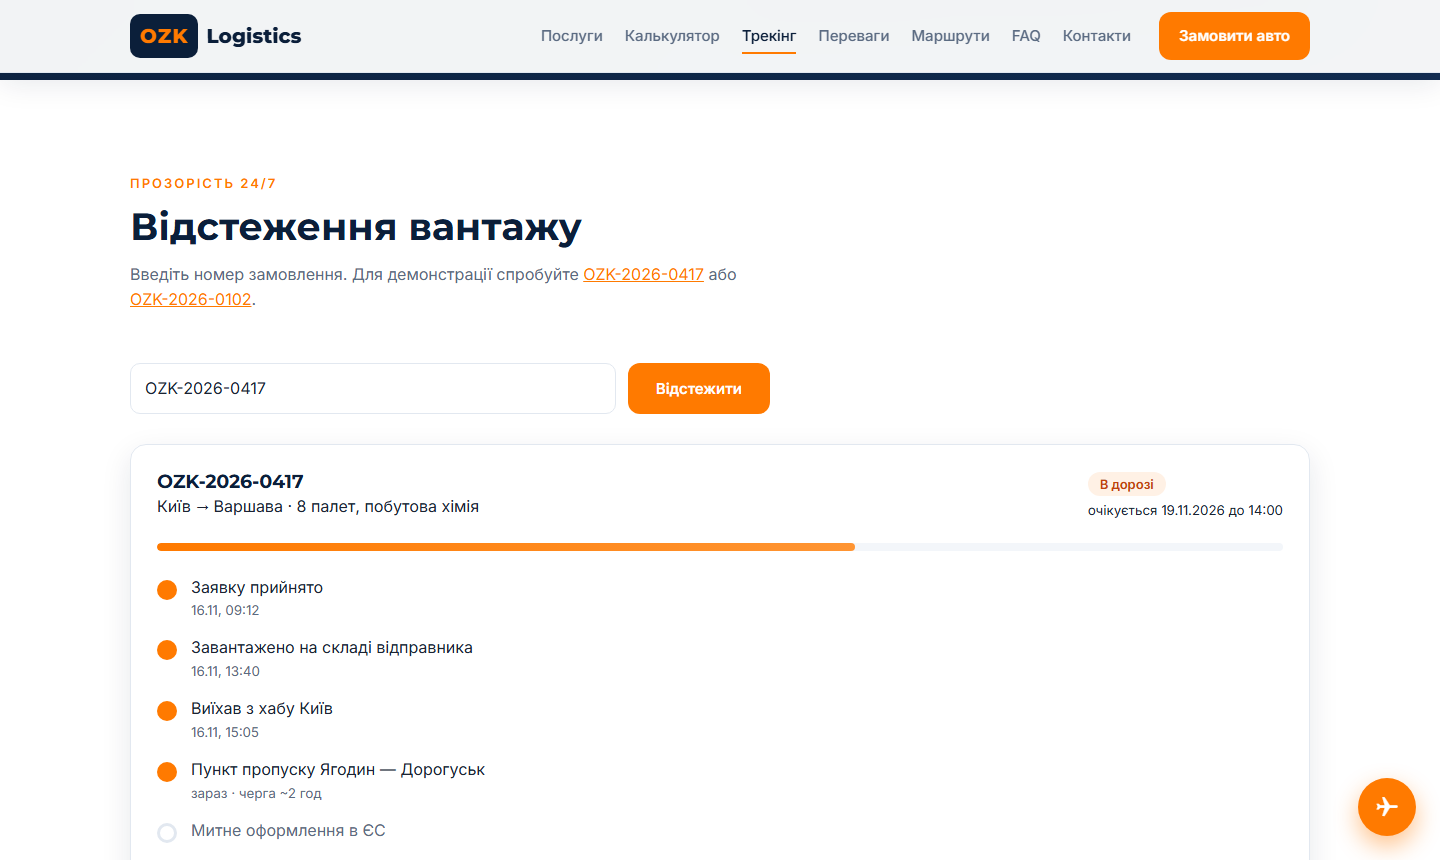 OZK Logistics
Послуги Калькулятор Трекінг Переваги Маршрути FAQ Контакти Замовити авто
ПРОЗОРІСТЬ 24/7
Відстеження вантажу
Введіть номер замовлення. Для демонстрації спробуйте OZK-2026-0417 або
OZK-2026-0102.
OZK-2026-0417 Відстежити
OZK-2026-0417
Київ → Варшава · 8 палет, побутова хімія
В дорозі
очікується 19.11.2026 до 14:00
Заявку прийнято
16.11, 09:12
Завантажено на складі відправника
16.11, 13:40
Виїхав з хабу Київ
16.11, 15:05
Пункт пропуску Ягодин — Дорогуськ
зараз · черга ~2 год
Митне оформлення в ЄС